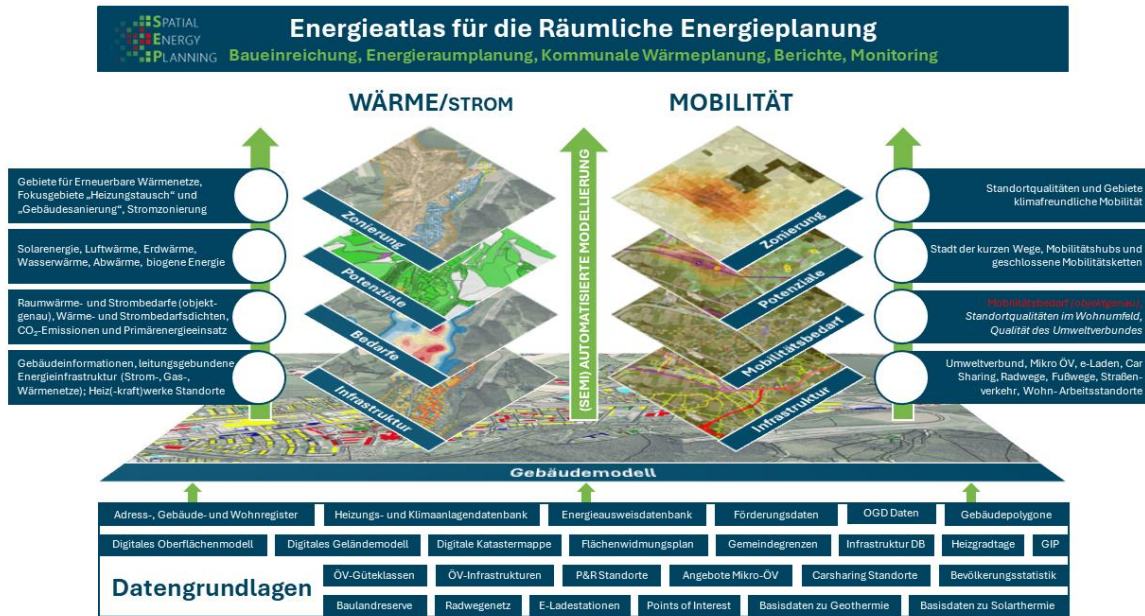 SPATIAL
ENERGY
PLANNING
Energieatlas für die Räumliche Energieplanung
Baueinreichung, Energieraumplanung, Kommunale Wärmeplanung, Berichte, Monitoring
WÄRME/STROM
MOBILITÄT
Gebiete für Erneuerbare Wärmenetze,
Fokusgebiete „Heizungstausch“ und
„Gebäudesanierung“, Stromzonierung
Solarenergie, Luftwärme, Erdwärme,
Wasserwärme, Abwärme, biogene Energie
Raumwärme- und Strombedarfe (objekt-
genau), Wärme- und Strombedarfsdichten,
CO₂-Emissionen und Primärenergieeinsatz
Gebäudeinformationen, leitungsgebundene
Energieinfrastruktur (Strom-, Gas-,
Wärmenetze); Heiz(-kraft)werke Standorte
Zonierung
Potenziale
Bedarfe
Infrastruktur
(SEMI) AUTOMATISIERTE MODELLIERUNG
Zonierung
Potenziale
Mobilitätsbedarf
Infrastruktur
Standortqualitäten und Gebiete
klimafreundliche Mobilität
Stadt der kurzen Wege, Mobilitätshubs und
geschlossene Mobilitätsketten
Mobilitätsbedarf (objektgenau),
Standortqualitäten im Wohnumfeld,
Qualität des Umweltverbundes
Umweltverbund, Mikro ÖV, e-Laden, Car
Sharing, Radwege, Fußwege, Straßen-
verkehr, Wohn- Arbeitsstandorte
Gebäudemodell
Adress-, Gebäude- und Wohnregister
Heizungs- und Klimaanlagendatenbank
Energieausweisdatenbank
Förderungsdaten
OGD Daten
Gebäudepolygone
Digitales Oberflächenmodell
Digitales Geländemodell
Digitale Katastermappe
Flächenwidmungsplan
Gemeindegrenzen
Infrastruktur DB
Heizgradtage
GIP
Datengrundlagen
ÖV-Güteklassen
ÖV-Infrastrukturen
P&R Standorte
Angebote Mikro-ÖV
Carsharing Standorte
Bevölkerungsstatistik
Baulandreserve
Radwegenetz
E-Ladestationen
Points of Interest
Basisdaten zu Geothermie
Basisdaten zu Solarthermie